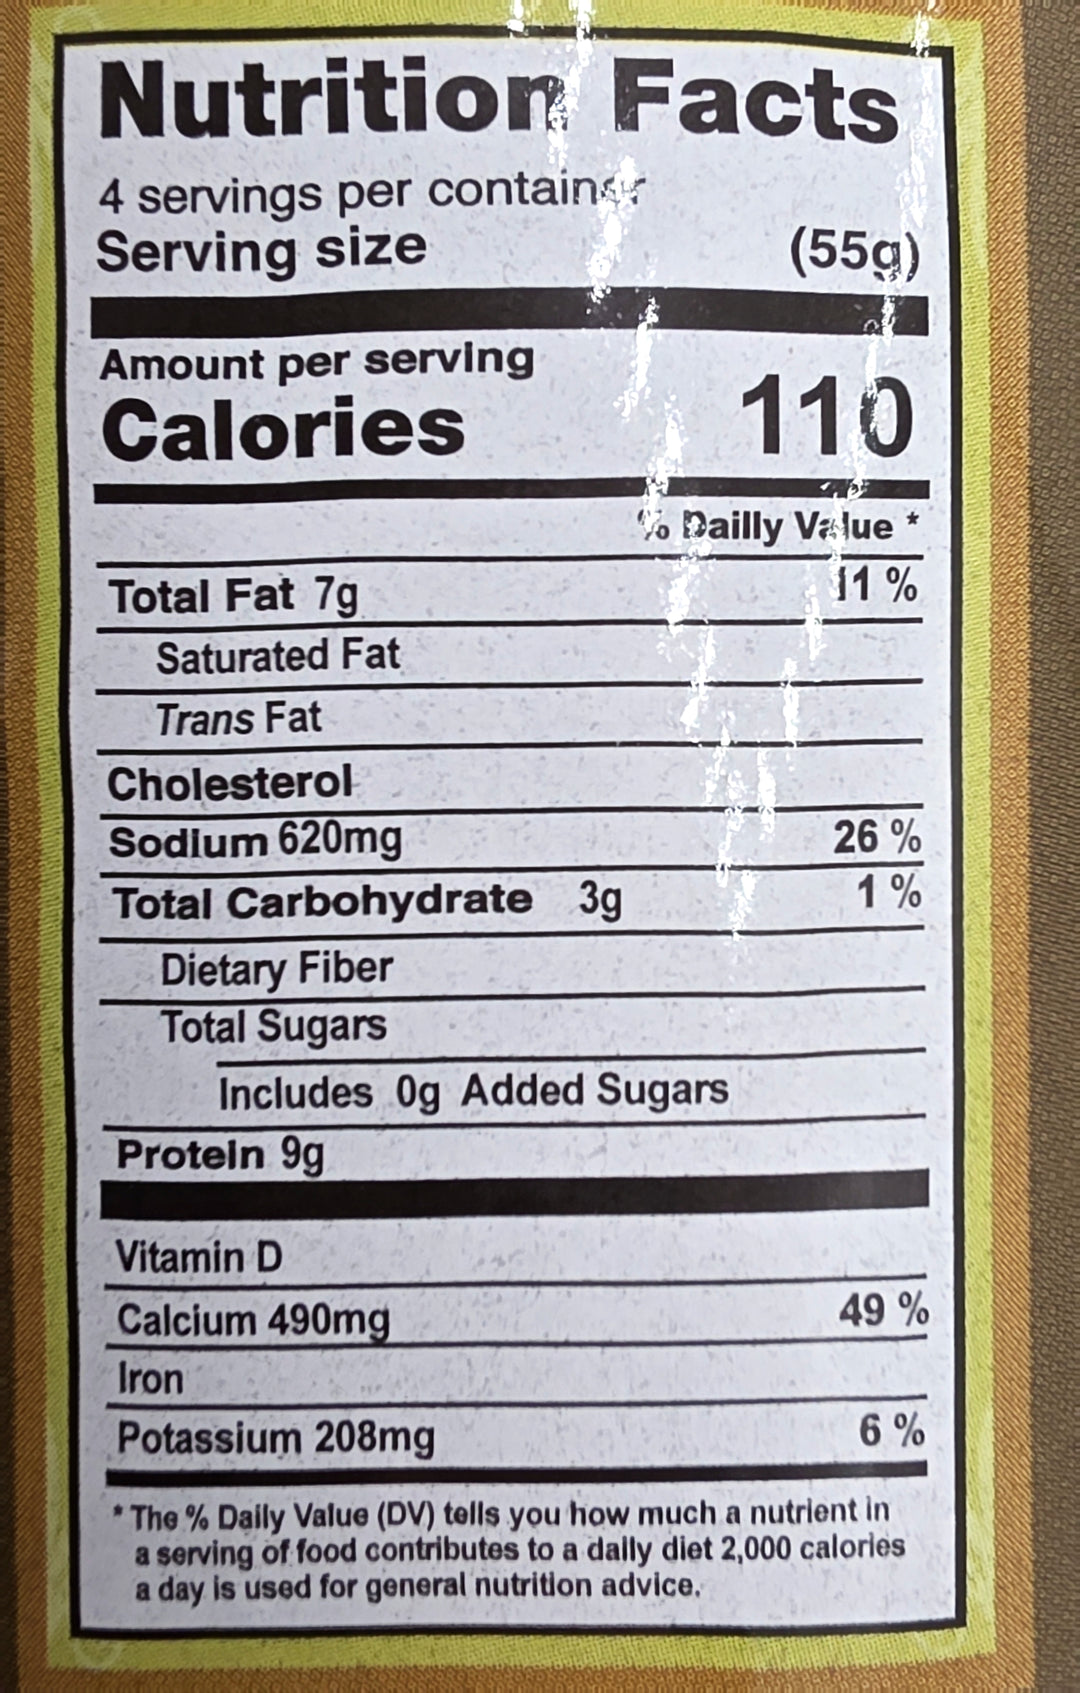 Nutrition Facts
4 servings per container
Serving size (55g)
Amount per serving
Calories 110
% Dailly Value *
Total Fat 7g 11 %
Saturated Fat
Trans Fat
Cholesterol
Sodium 620mg 26 %
Total Carbohydrate 3g 1 %
Dietary Fiber
Total Sugars
Includes 0g Added Sugars
Protein 9g
Vitamin D
Calcium 490mg 49 %
Iron
Potassium 208mg 6 %
* The % Daily Value (DV) tells you how much a nutrient in
a serving of food contributes to a daily diet 2,000 calories
a day is used for general nutrition advice.